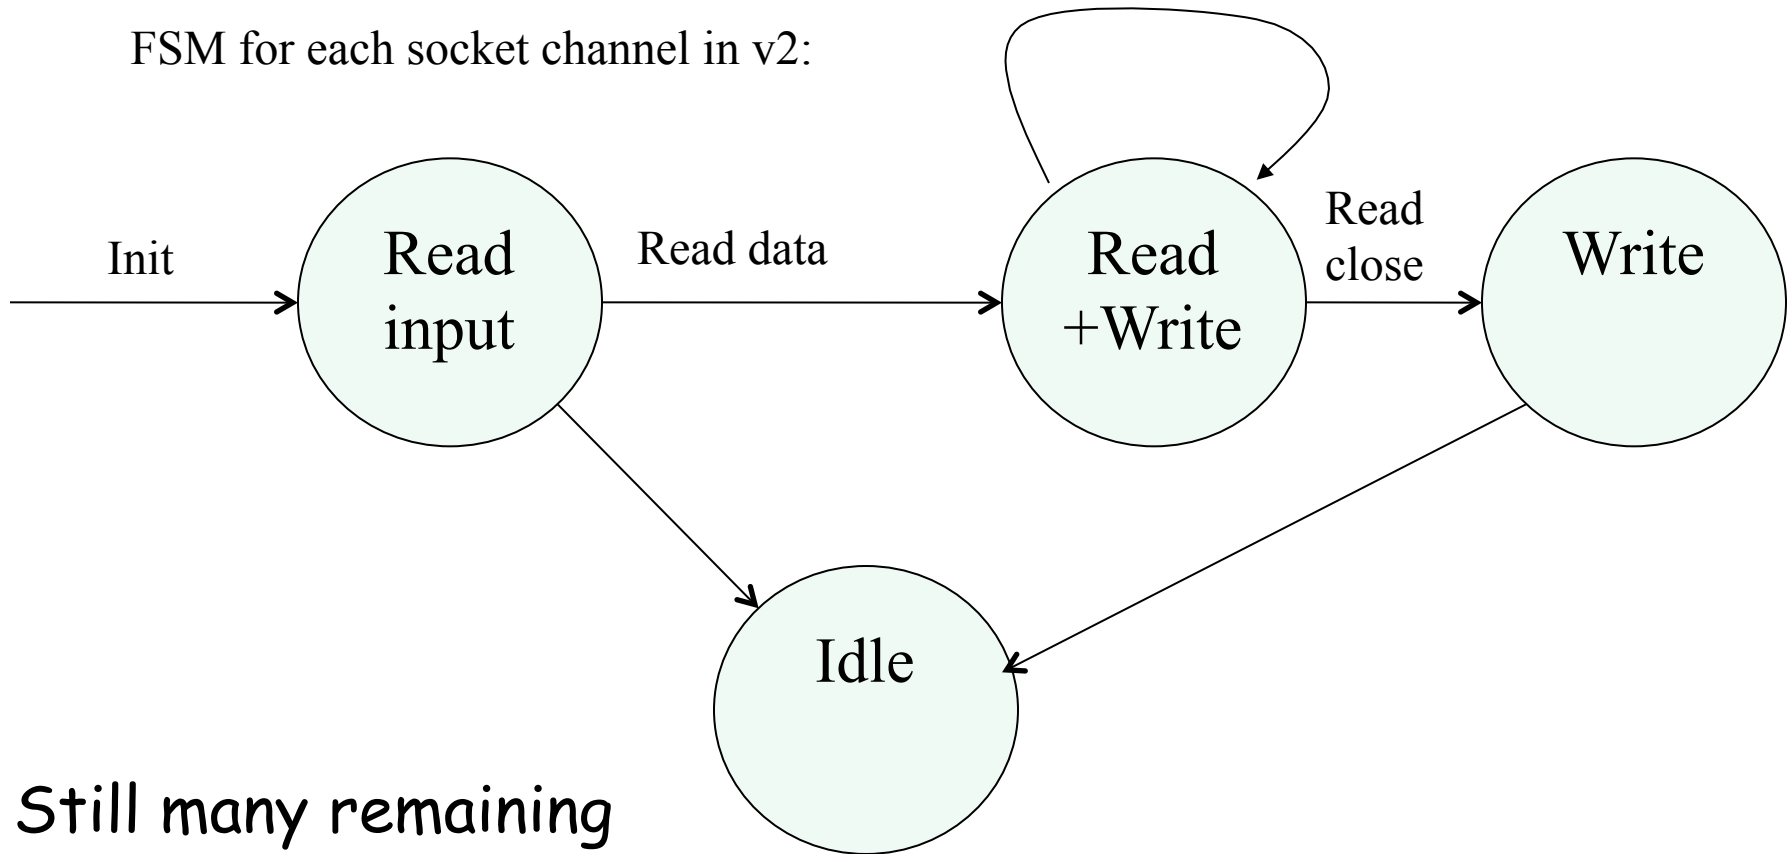 FSM for each socket channel in v2:
Init
Read
input
Read data
Read
+Write
Read
close
Write
Idle
Still many remaining